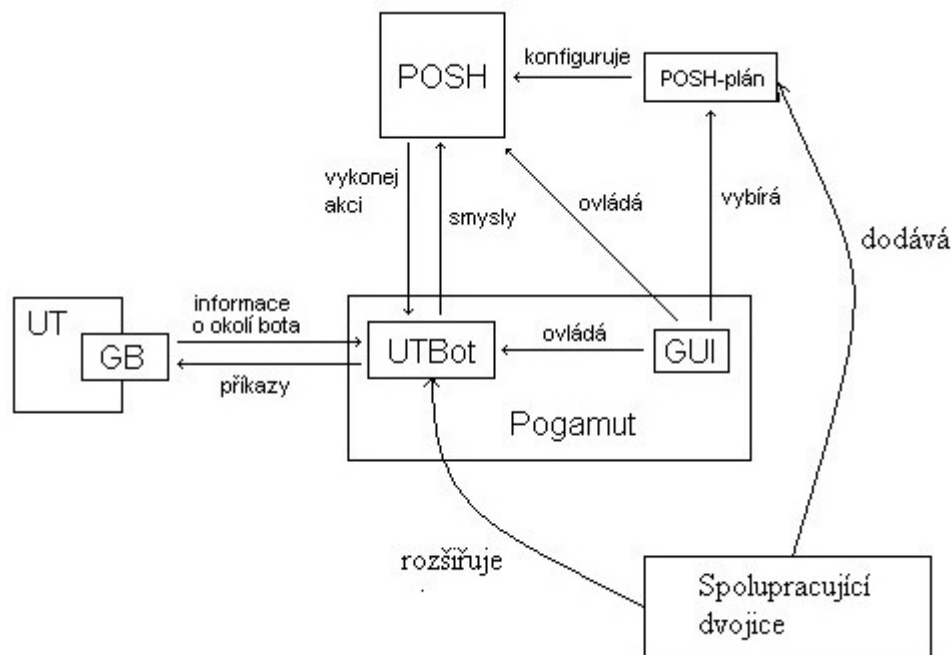 POSH
konfiguruje
POSH-plán
vykonej
akci
smysly
ovládá
vybírá
dodává
UT
GB
informace
o okolí bota
příkazy
UTBot
ovládá
GUI
Pogamut
rozšiřuje
Spolupracující
dvojice